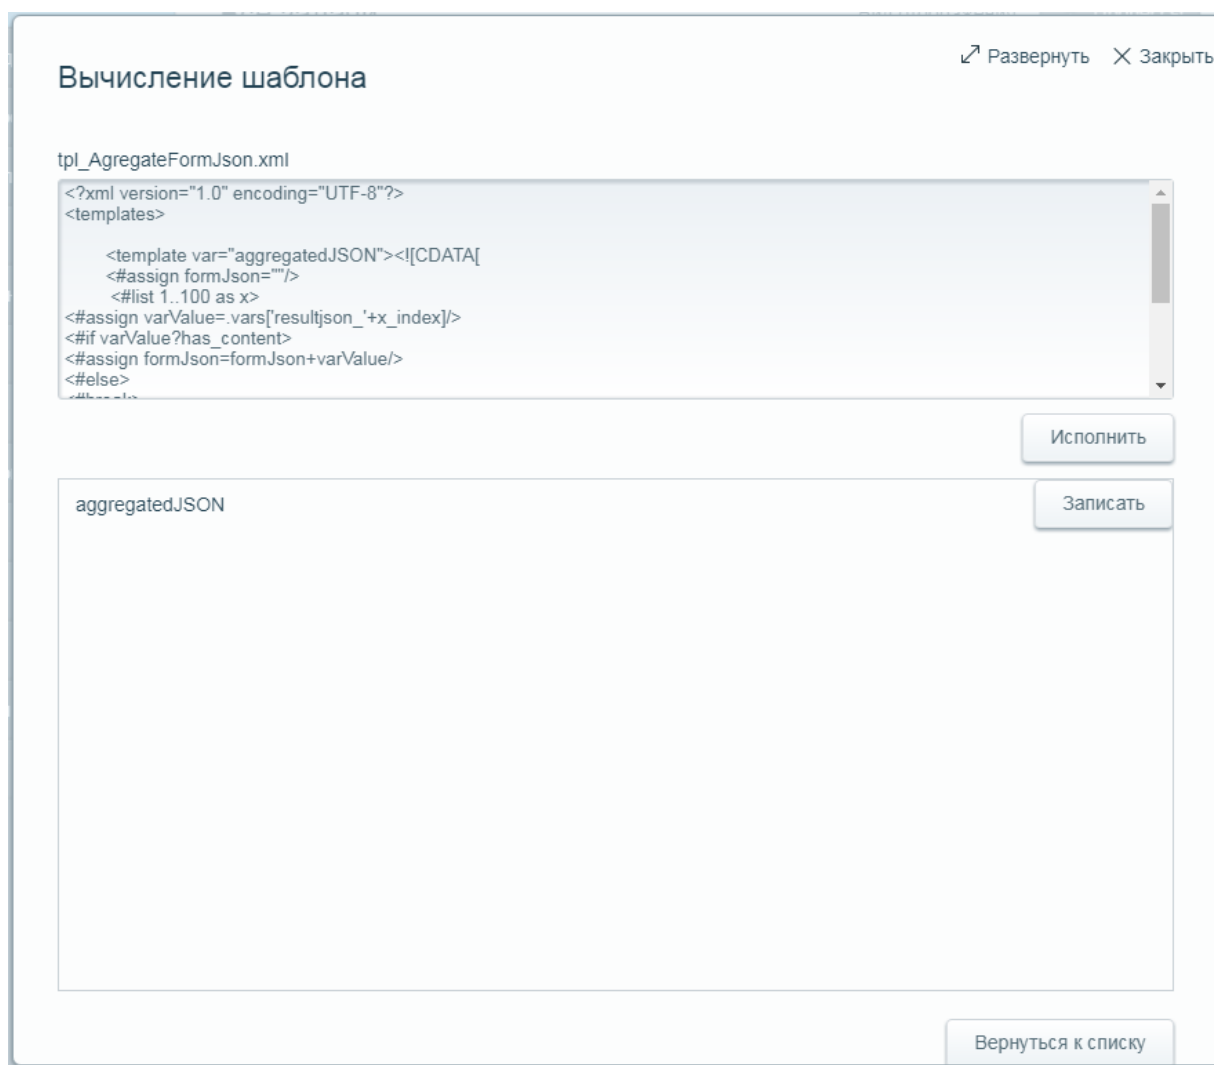 Развернуть Закрыть
Вычисление шаблона
tpl_AgregateFormJson.xml
<?xml version="1.0" encoding="UTF-8"?>
<templates>
<template var="aggregatedJSON"><![CDATA[
<#assign formJson=""/>
<#list 1..100 as x>
<#assign varValue=.vars['resultjson_'+x_index]/>
<#if varValue?has_content>
<#assign formJson=formJson+varValue/>
<#else>
<#break>
Исполнить
aggregatedJSON
Записать
Вернуться к списку